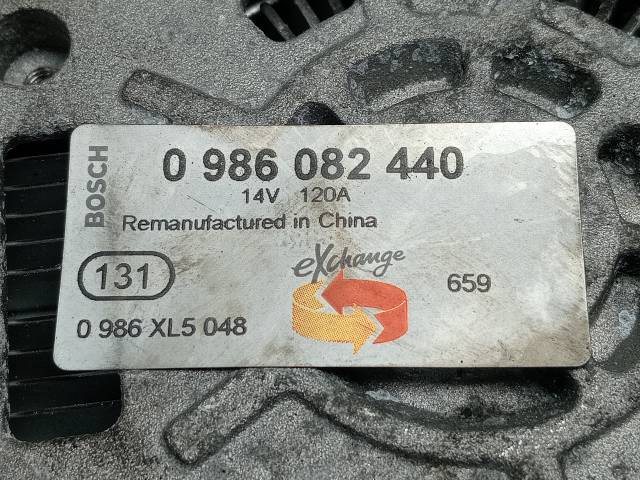 BOSCH
0 986 082 440
14V 120A
Remanufactured in China
131
0 986 XL5 048
eXchange
659